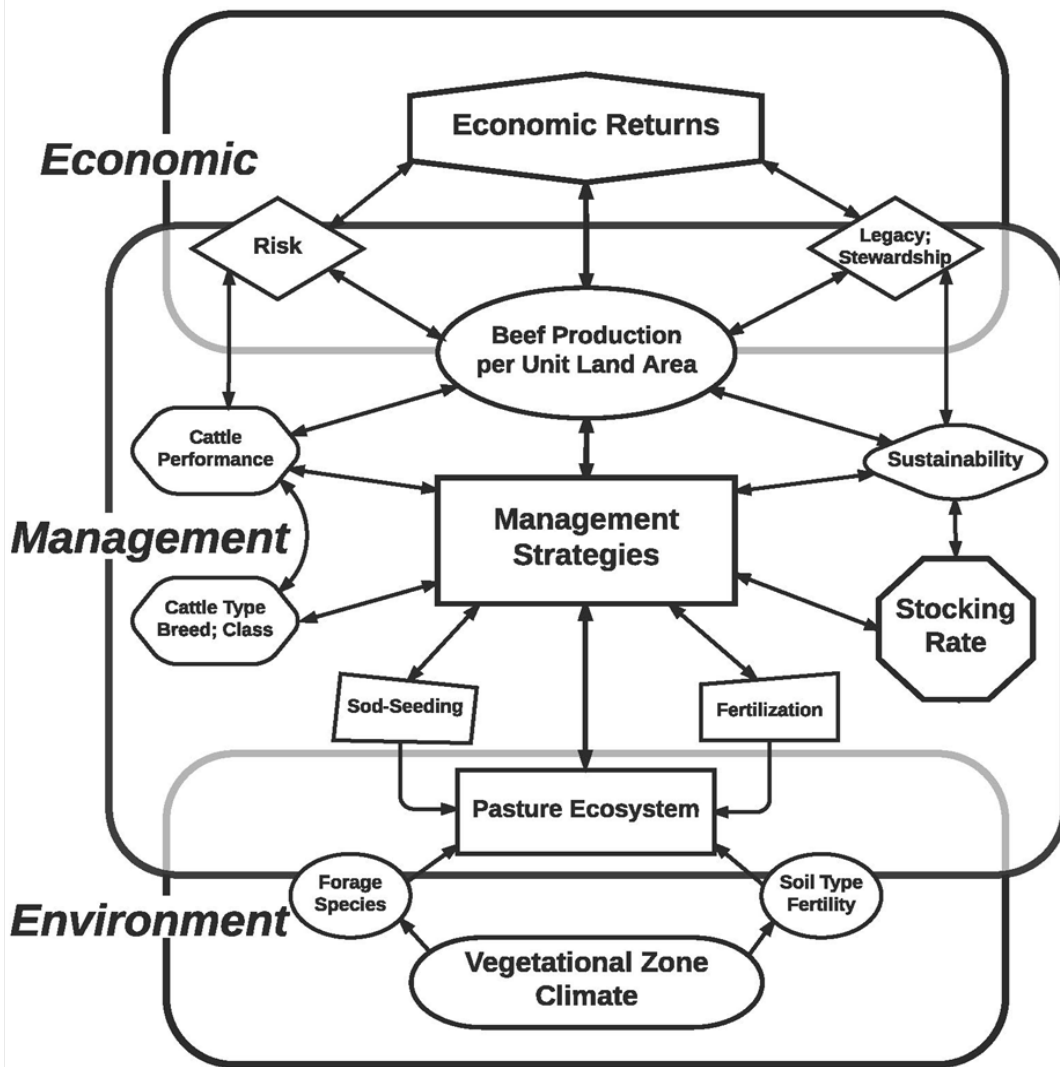 Economic Returns
Economic
Risk
Legacy;
Stewardship
Beef Production
per Unit Land Area
Cattle
Performance
Sustainability
Management
Management
Strategies
Cattle Type
Breed; Class
Stocking
Rate
Sod-Seeding
Fertilization
Pasture Ecosystem
Forage
Species
Soil Type
Fertility
Environment
Vegetational Zone
Climate